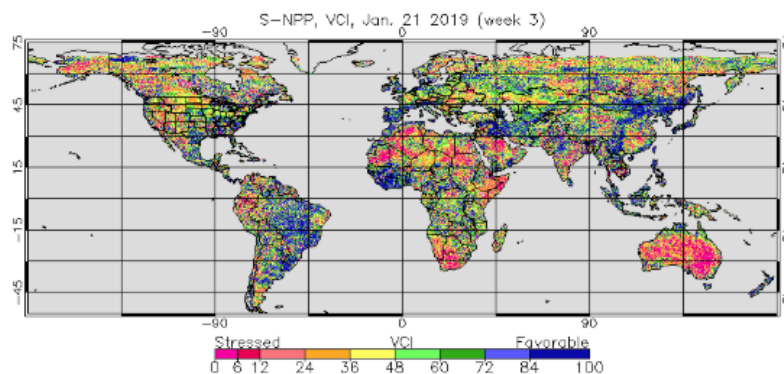 S-NPP, VCI, Jan. 21 2019 (week 3)
-90 0 90
75
45
15
-15
-45
-90 0 90
Stressed VCI Favorable
0 6 12 24 36 48 60 72 84 100